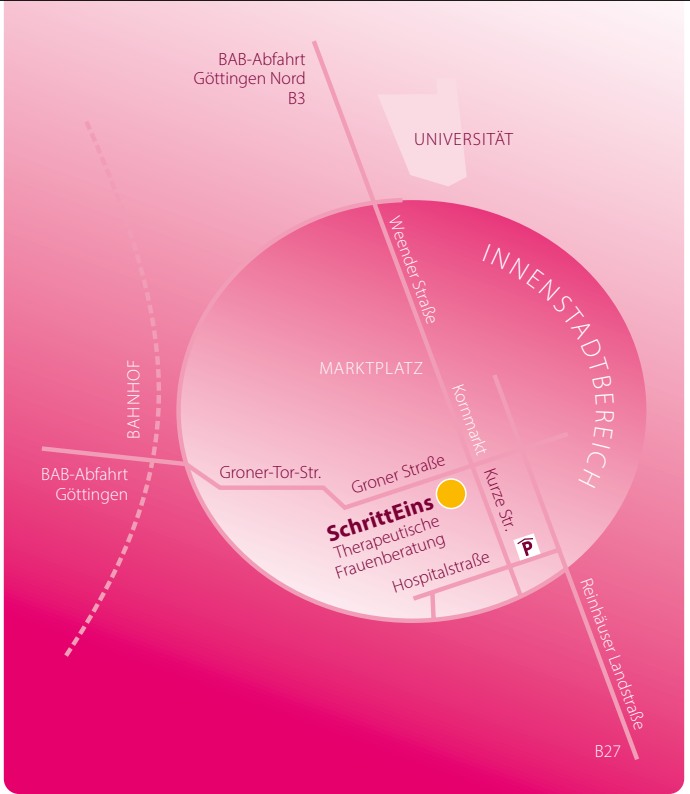 BAB-Abfahrt
Göttingen Nord
B3
UNIVERSITÄT
Weender Straße
INNENSTADTBEREICH
MARKTPLATZ
BAHNHOF
Kornmarkt
BAB-Abfahrt
Göttingen
Groner-Tor-Str.
Groner Straße
Kurze Str.
SchrittEins
Therapeutische
Frauenberatung
P
Hospitalstraße
Reinhäuser Landstraße
B27